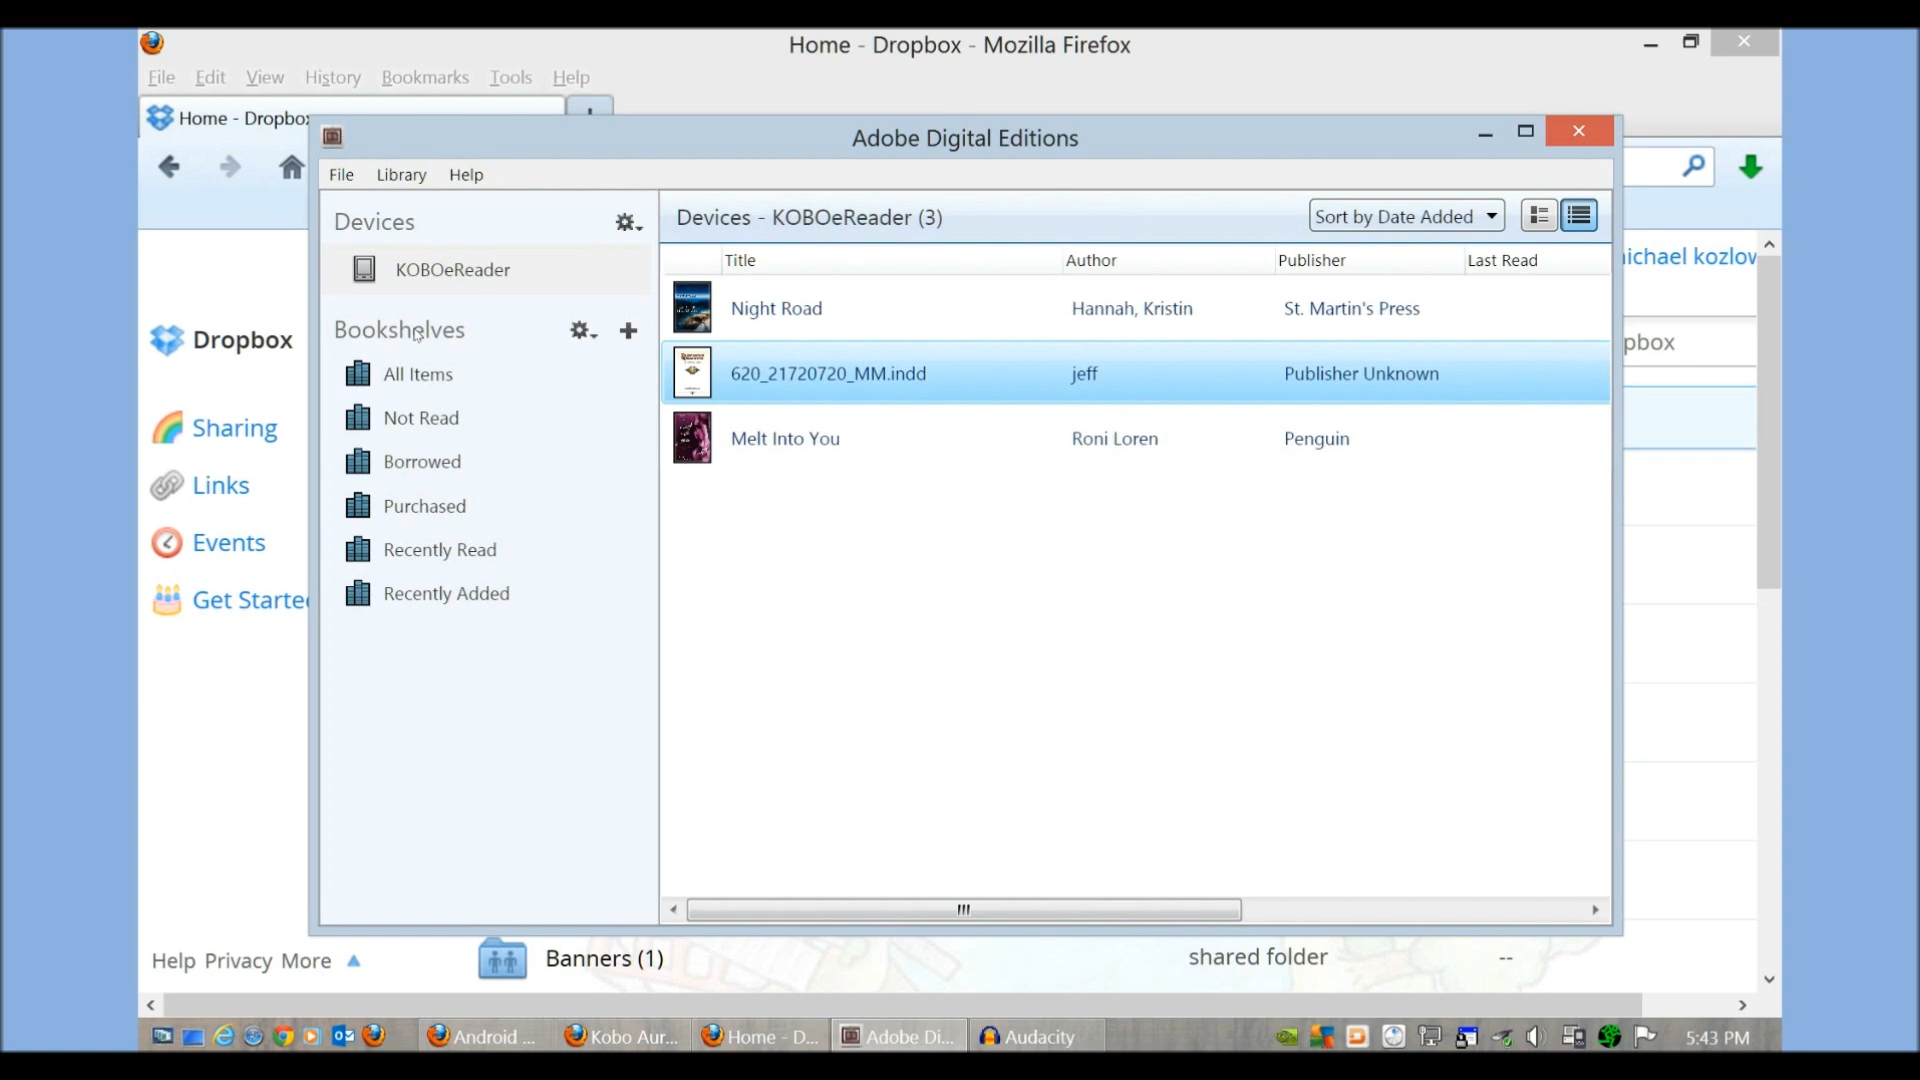 Home - Dropbox - Mozilla Firefox
File Edit View History Bookmarks Tools Help
Home - Dropbox
Adobe Digital Editions
File Library Help
Devices
KOBOeReader
Bookshelves
All Items
Not Read
Borrowed
Purchased
Recently Read
Recently Added
Devices - KOBOeReader (3)
Sort by Date Added
Title Author Publisher Last Read
Night Road Hannah, Kristin St. Martin's Press
620_21720720_MM.indd jeff Publisher Unknown
Melt Into You Roni Loren Penguin
Dropbox
Sharing
Links
Events
Get Started
ichael kozlow
pbox
Help Privacy More
Banners (1) shared folder --
Android ... Kobo Aur... Home - D... Adobe Di... Audacity 5:43 PM